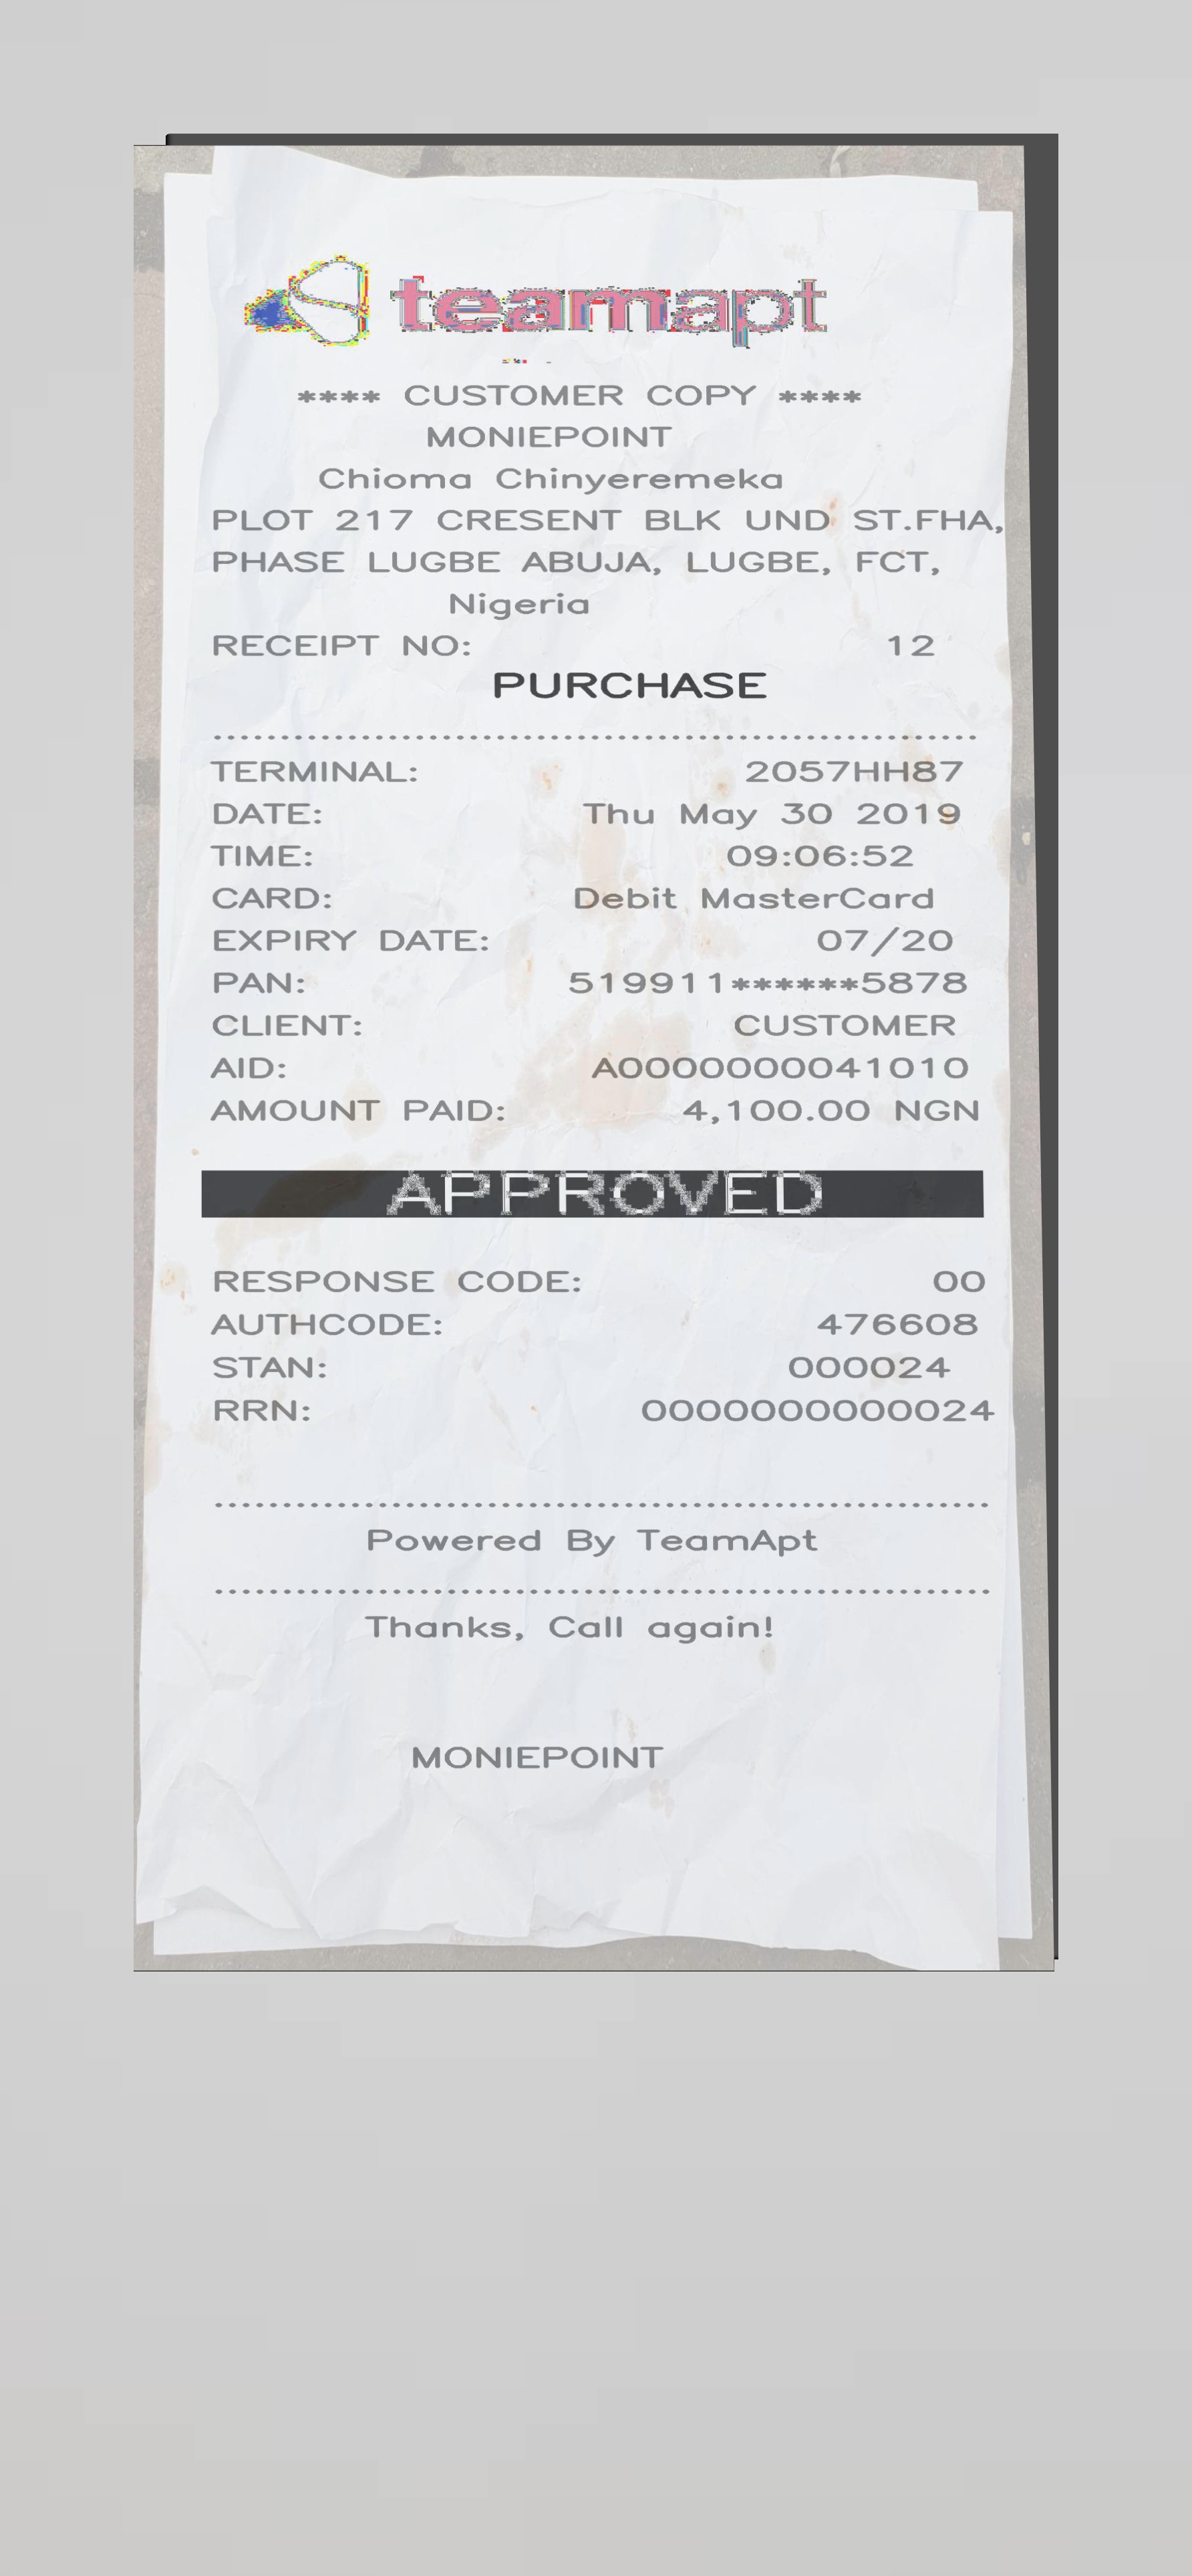 teamapt
**** CUSTOMER COPY ****
MONIEPOINT
Chioma Chinyeremeka
PLOT 217 CRESENT BLK UND ST.FHA,
PHASE LUGBE ABUJA, LUGBE, FCT,
Nigeria
RECEIPT NO: 12
PURCHASE
TERMINAL: 2057HH87
DATE: Thu May 30 2019
TIME: 09:06:52
CARD: Debit MasterCard
EXPIRY DATE: 07/20
PAN: 519911******5878
CLIENT: CUSTOMER
AID: A0000000041010
AMOUNT PAID: 4,100.00 NGN
APPROVED
RESPONSE CODE: 00
AUTHCODE: 476608
STAN: 000024
RRN: 0000000000024
Powered By TeamApt
Thanks, Call again!
MONIEPOINT